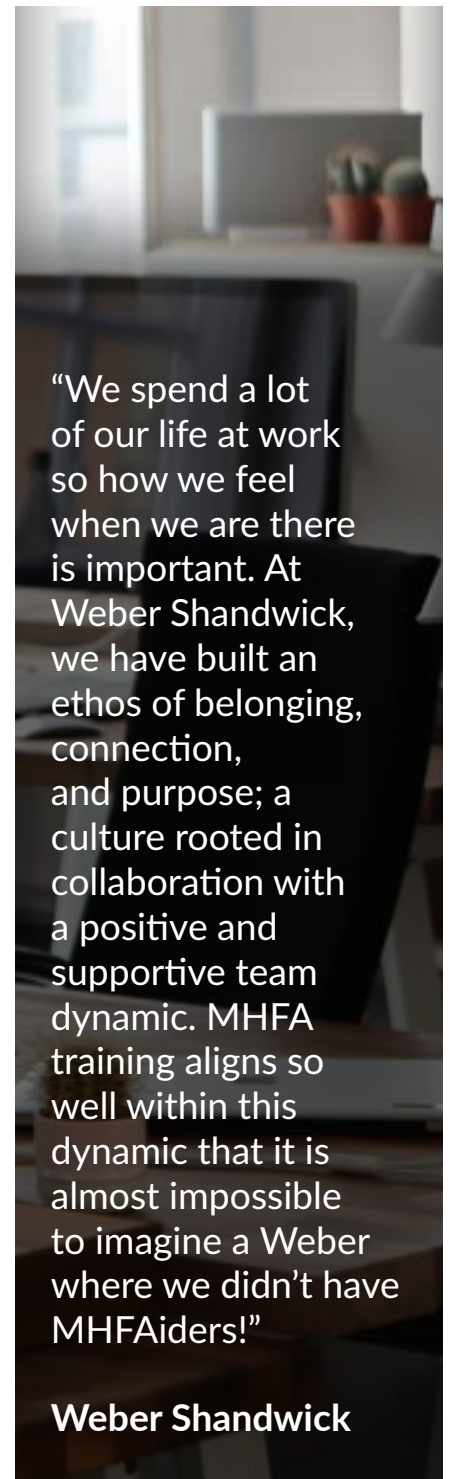 “We spend a lot
of our life at work
so how we feel
when we are there
is important. At
Weber Shandwick,
we have built an
ethos of belonging,
connection,
and purpose; a
culture rooted in
collaboration with
a positive and
supportive team
dynamic. MHFA
training aligns so
well within this
dynamic that it is
almost impossible
to imagine a Weber
where we didn’t have
MHFAiders!”
Weber Shandwick